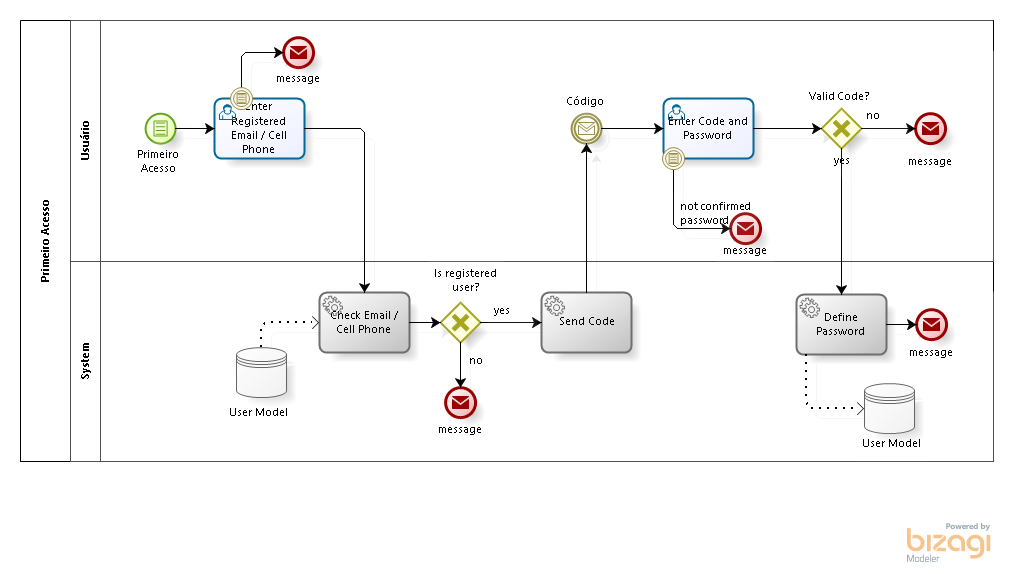 Primeiro Acesso
Usuário
System
message
Enter
Registered
Email / Cell
Phone
Primeiro
Acesso
Código
Enter Code and
Password
Valid Code?
no
message
yes
not confirmed
password
message
Is registered
user?
Check Email /
Cell Phone
yes
no
message
Send Code
Define
Password
message
User Model
User Model
Powered by
bizagi
Modeler